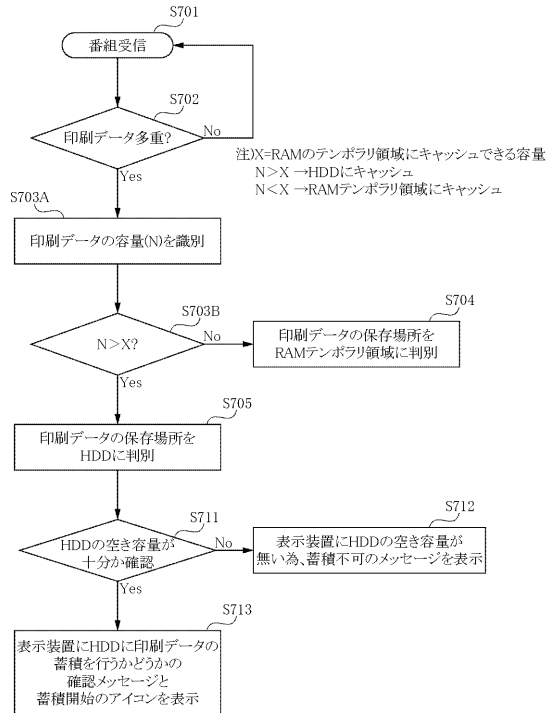 S701
番組受信
S702
印刷データ多重?
No
Yes
注)X=RAMのテンポラリ領域にキャッシュできる容量
N>X →HDDにキャッシュ
N<X →RAMテンポラリ領域にキャッシュ
S703A
印刷データの容量(N)を識別
S703B
N>X?
No
Yes
S704
印刷データの保存場所を
RAMテンポラリ領域に判別
S705
印刷データの保存場所を
HDDに判別
S711
HDDの空き容量が
十分か確認
No
Yes
S712
表示装置にHDDの空き容量が
無い為、蓄積不可のメッセージを表示
S713
表示装置にHDDに印刷データの
蓄積を行うかどうかの
確認メッセージと
蓄積開始のアイコンを表示